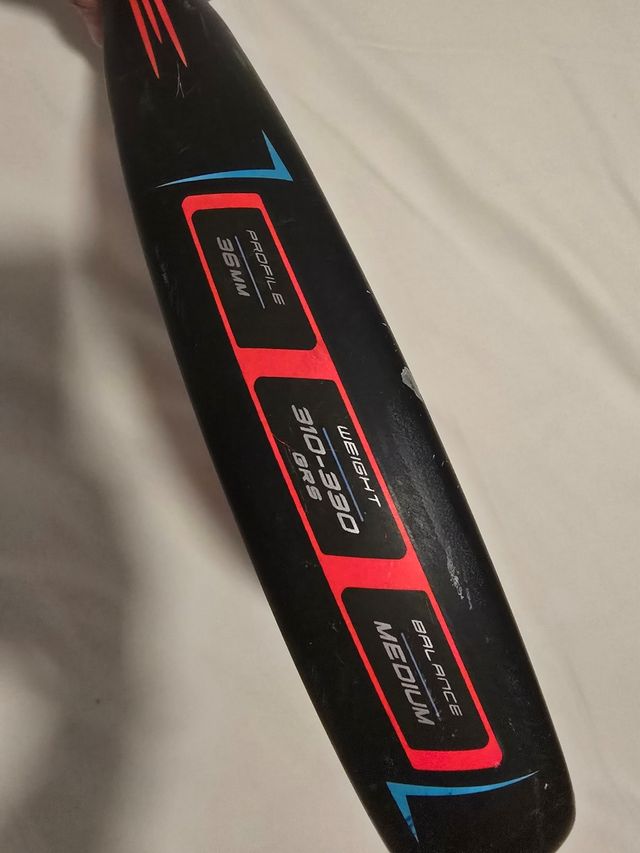 PROFILE
36MM
WEIGHT
310-330
GRS
BALANCE
MEDIUM